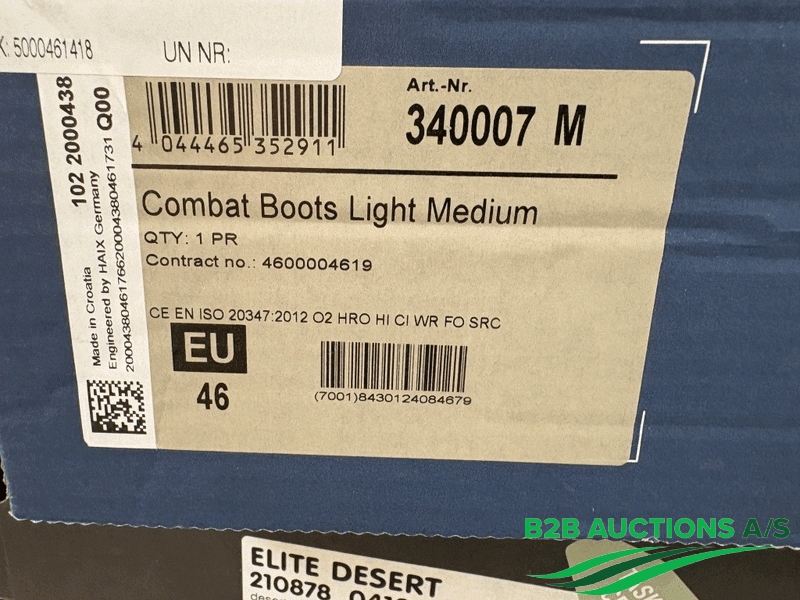 K: 5000461418
UN NR:
102 2000438
Q00
Made in Croatia
Engineered by HAIX Germany
2000438046176620004380461731
4 044465 352911
Art.-Nr.
340007 M
Combat Boots Light Medium
QTY: 1 PR
Contract no.: 4600004619
CE EN ISO 20347:2012 O2 HRO HI CI WR FO SRC
EU
46
(7001)8430124084679
B2B AUCTIONS A/S
ELITE DESERT
210878